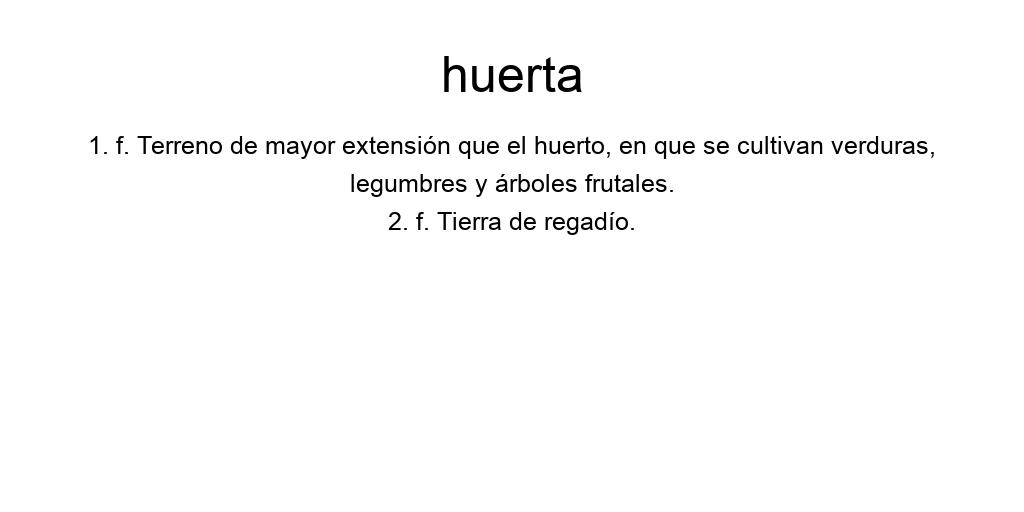 huerta
1. f. Terreno de mayor extensión que el huerto, en que se cultivan verduras,
legumbres y árboles frutales.
2. f. Tierra de regadío.